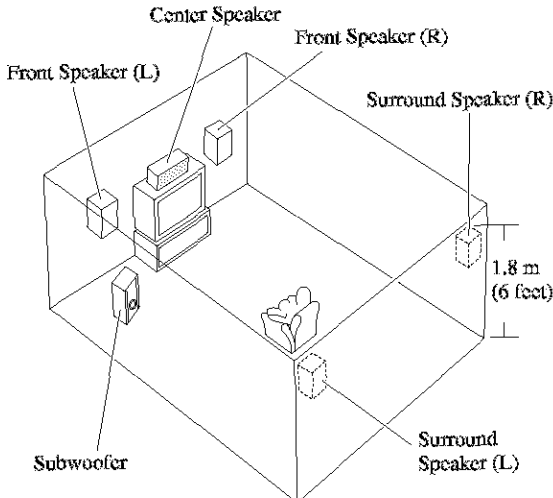 Center Speaker
Front Speaker (R)
Front Speaker (L)
Surround Speaker (R)
1.8 m
(6 feet)
Subwoofer
Surround
Speaker (L)